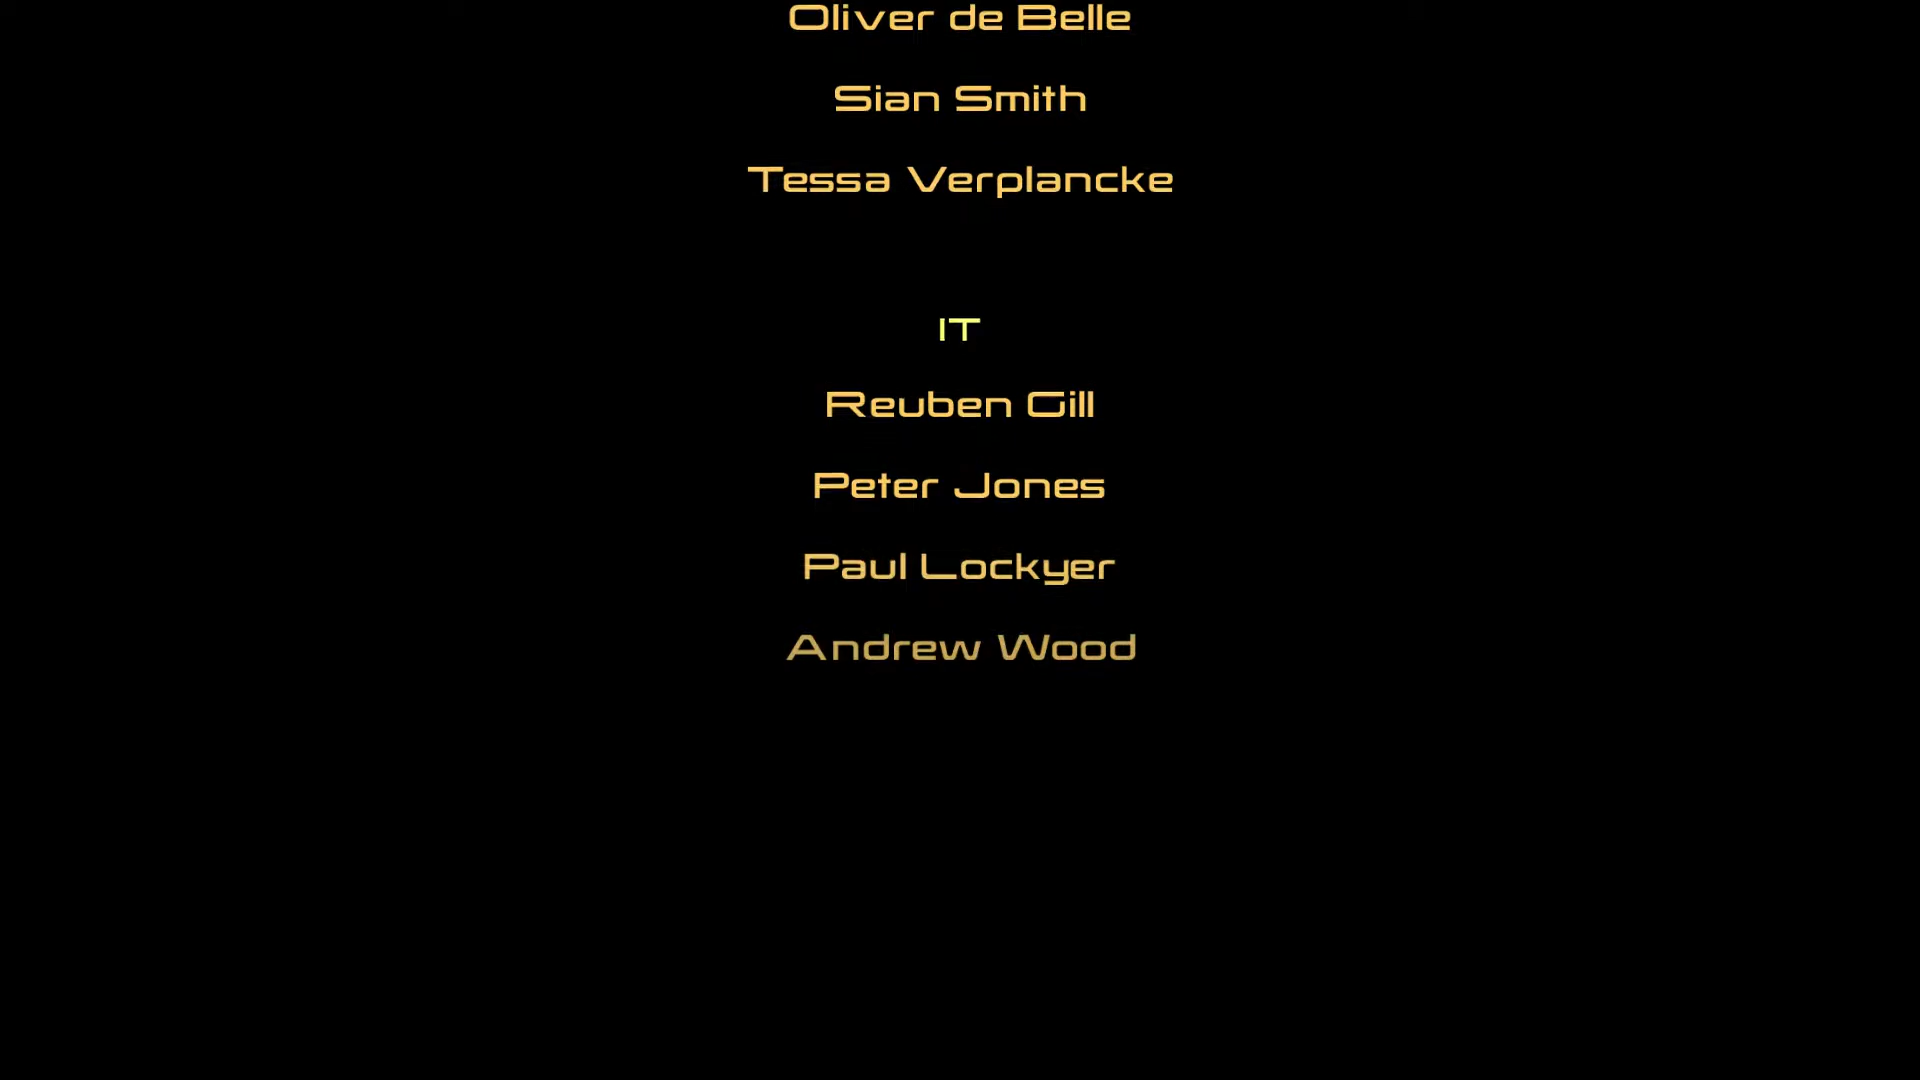 Oliver de Belle
Sian Smith
Tessa Verplancke
IT
Reuben Gill
Peter Jones
Paul Lockyer
Andrew Wood